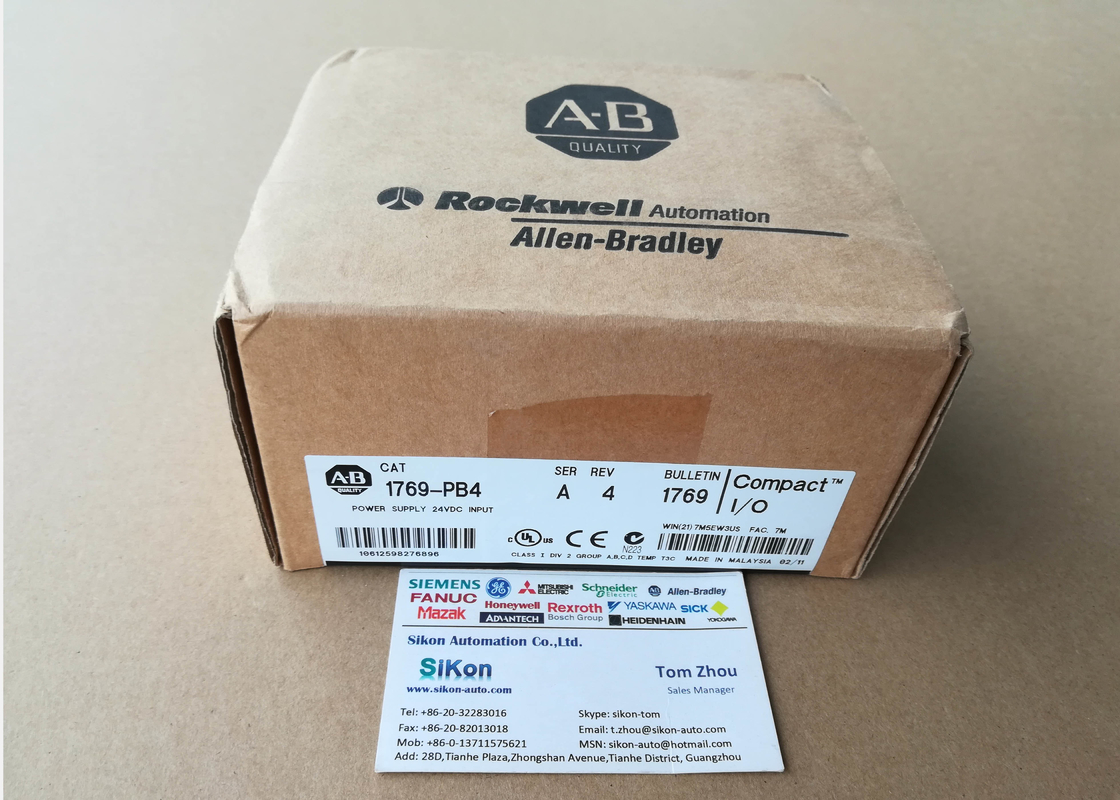 A-B
QUALITY
Rockwell Automation
Allen-Bradley
A-B
QUALITY
CAT
1769-PB4
SER REV
A 4
BULLETIN
1769
Compact™
I/O
POWER SUPPLY 24VDC INPUT
10612598276896
c UL us CE N223
WIN(21) 7M5EW3US FAC. 7M
CLASS I DIV 2 GROUP A,B,C,D TEMP T3C MADE IN MALAYSIA 02/11
SIEMENS GE MITSUBISHI ELECTRIC Schneider Electric Allen-Bradley
FANUC Honeywell Rexroth Bosch Group YASKAWA SICK
Mazak ADVANTECH HEIDENHAIN YOKOGAWA
Sikon Automation Co.,Ltd.
SiKon
www.sikon-auto.com
Tom Zhou
Sales Manager
Tel: +86-20-32283016
Fax: +86-20-82013018
Mob: +86-0-13711575621
Skype: sikon-tom
Email: t.zhou@sikon-auto.com
MSN: sikon-auto@hotmail.com
Add: 28D,Tianhe Plaza,Zhongshan Avenue,Tianhe District, Guangzhou